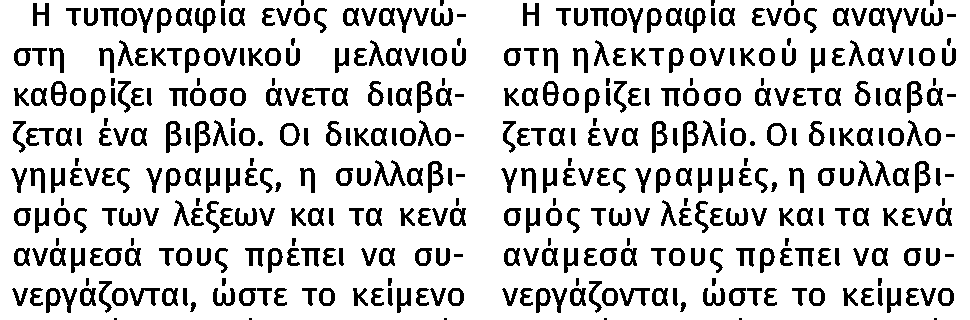 Η τυπογραφία ενός αναγνώ-
στη ηλεκτρονικού μελανιού
καθορίζει πόσο άνετα διαβά-
ζεται ένα βιβλίο. Οι δικαιολο-
γημένες γραμμές, η συλλαβι-
σμός των λέξεων και τα κενά
ανάμεσά τους πρέπει να συ-
νεργάζονται, ώστε το κείμενο
Η τυπογραφία ενός αναγνώ-
στη ηλεκτρονικού μελανιού
καθορίζει πόσο άνετα διαβά-
ζεται ένα βιβλίο. Οι δικαιολο-
γημένες γραμμές, η συλλαβι-
σμός των λέξεων και τα κενά
ανάμεσά τους πρέπει να συ-
νεργάζονται, ώστε το κείμενο